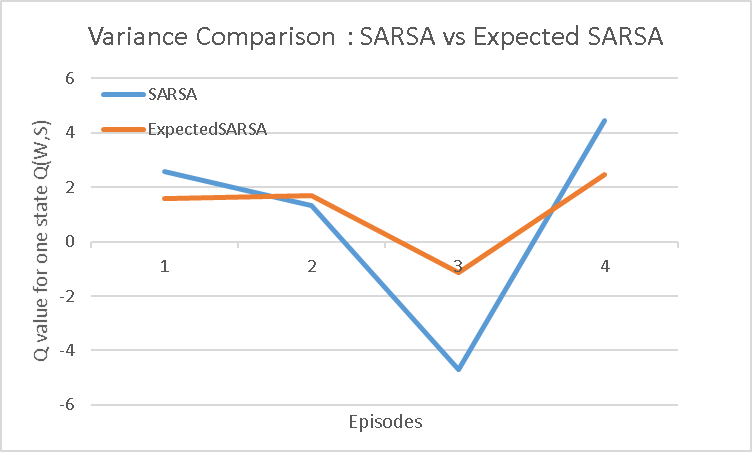 Variance Comparison : SARSA vs Expected SARSA
6
SARSA
ExpectedSARSA
4
2
0
-2
-4
-6
1
2
3
4
Q value for one state Q(W,S)
Episodes